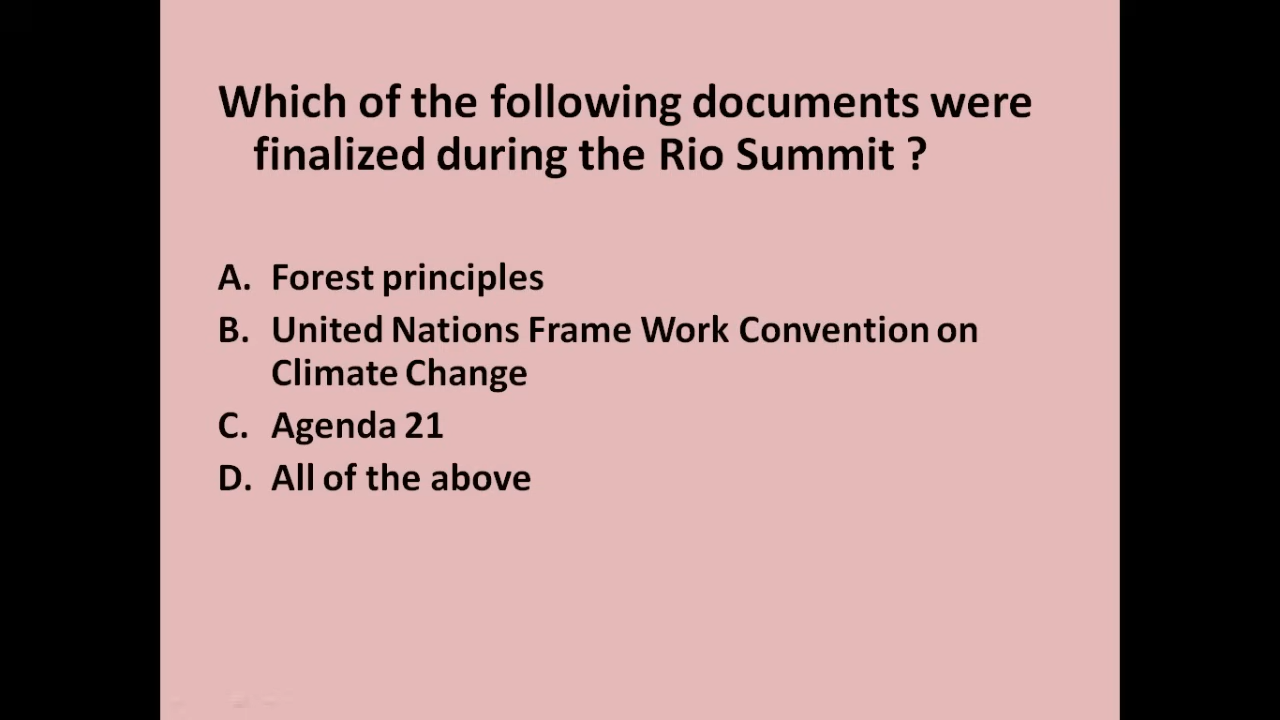 Which of the following documents were
finalized during the Rio Summit ?
A. Forest principles
B. United Nations Frame Work Convention on
Climate Change
C. Agenda 21
D. All of the above